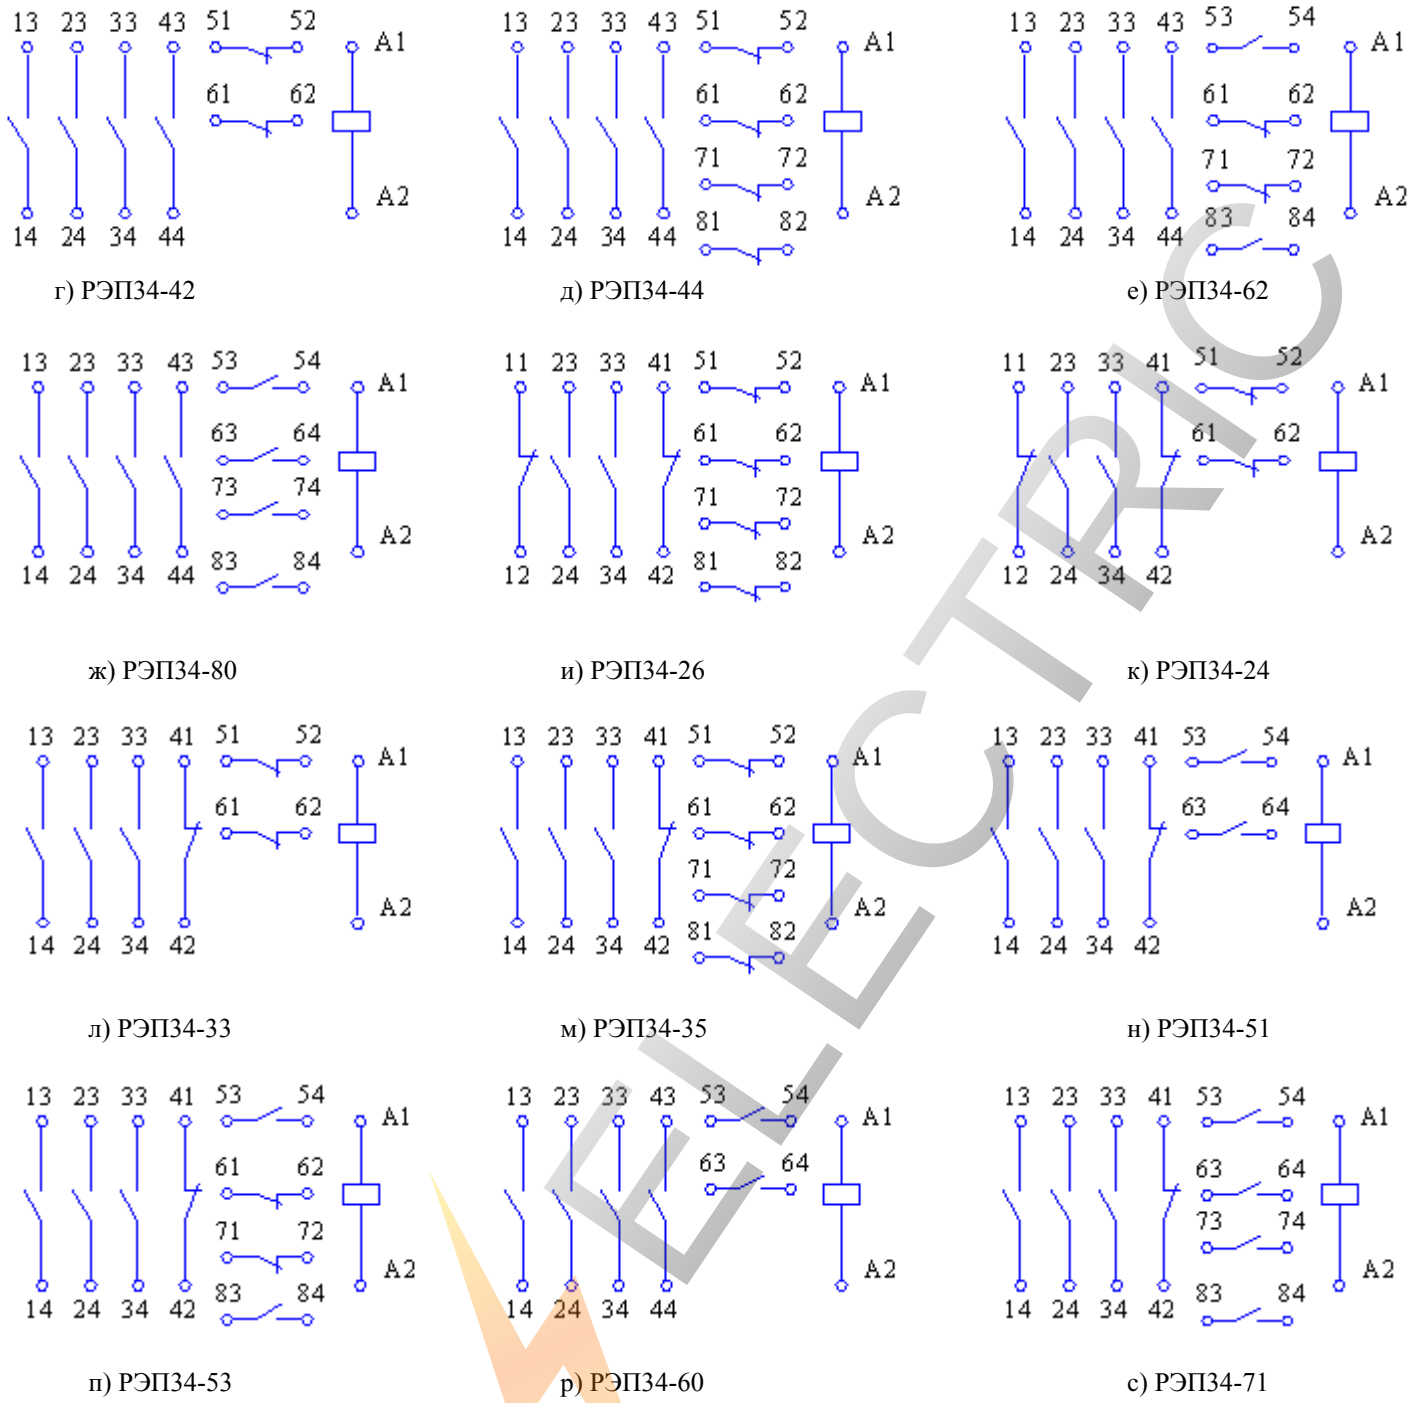 13 23 33 43 51 52 A1
61 62
A2
14 24 34 44
г) РЭП34-42
13 23 33 43 51 52 A1
61 62
71 72
A2
81 82
14 24 34 44
д) РЭП34-44
13 23 33 43 53 54 A1
61 62
71 72
A2
83 84
14 24 34 44
е) РЭП34-62
13 23 33 43 53 54 A1
63 64
73 74
A2
83 84
14 24 34 44
ж) РЭП34-80
11 23 33 41 51 52 A1
61 62
71 72
A2
81 82
12 24 34 42
и) РЭП34-26
11 23 33 41 51 52 A1
61 62
A2
12 24 34 42
к) РЭП34-24
13 23 33 41 51 52 A1
61 62
A2
14 24 34 42
л) РЭП34-33
13 23 33 41 51 52 A1
61 62
71 72
A2
81 82
14 24 34 42
м) РЭП34-35
13 23 33 41 53 54 A1
63 64
A2
14 24 34 42
н) РЭП34-51
13 23 33 41 53 54 A1
61 62
71 72
A2
83 84
14 24 34 42
п) РЭП34-53
13 23 33 43 53 54 A1
63 64
A2
14 24 34 44
р) РЭП34-60
13 23 33 41 53 54 A1
63 64
73 74
A2
83 84
14 24 34 42
с) РЭП34-71
ELECTRIC